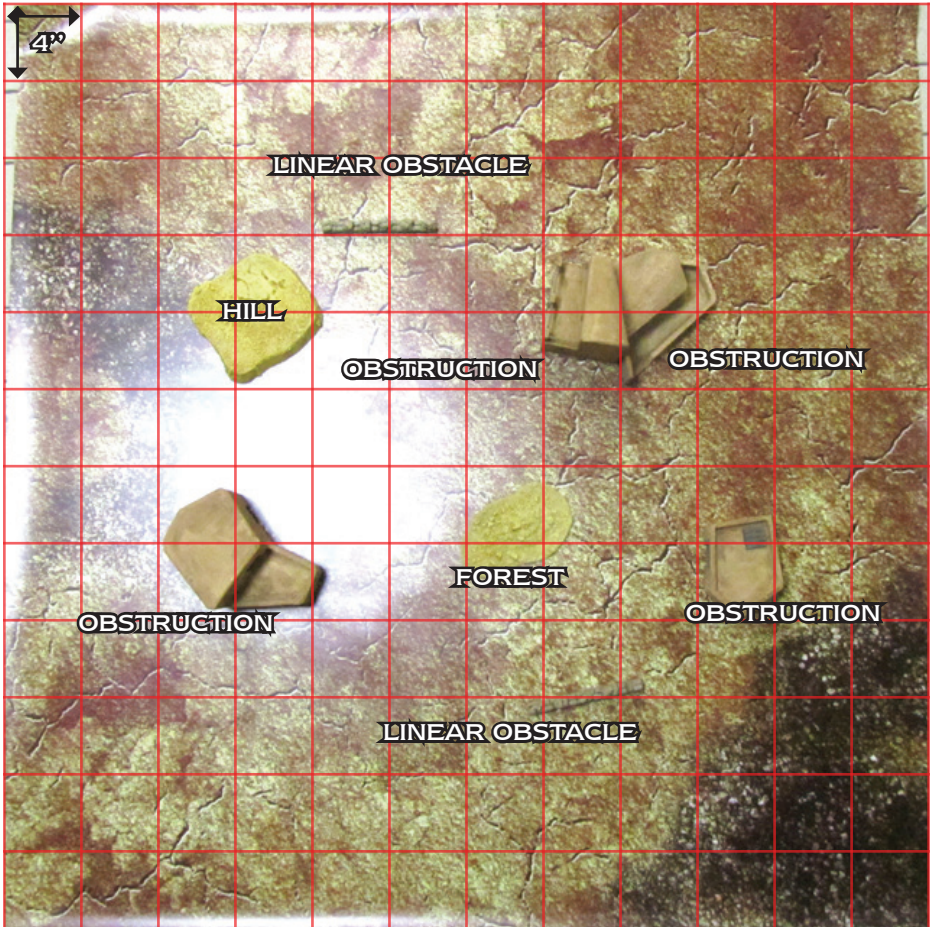 4”
LINEAR OBSTACLE
HILL
OBSTRUCTION
OBSTRUCTION
FOREST
OBSTRUCTION
OBSTRUCTION
LINEAR OBSTACLE